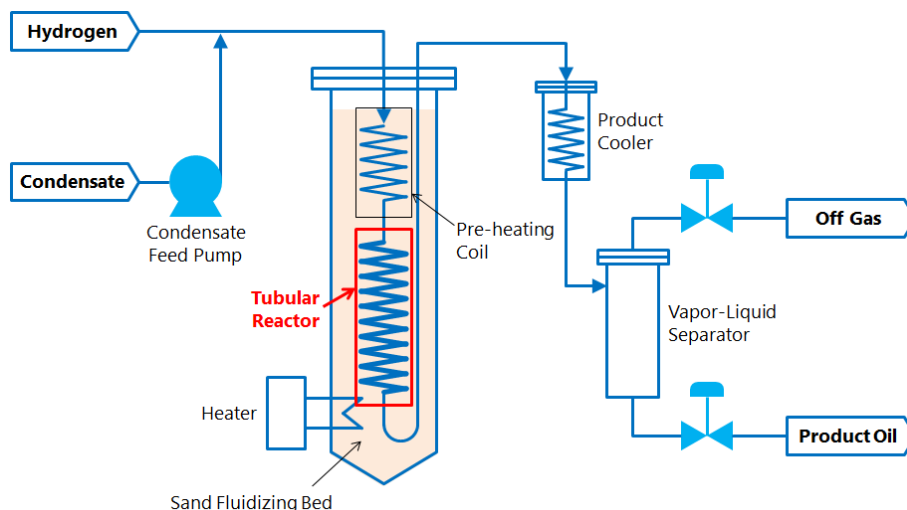 Hydrogen
Product
Cooler
Condensate
Condensate
Feed Pump
Pre-heating
Coil
Off Gas
Tubular
Reactor
Vapor-Liquid
Separator
Heater
Product Oil
Sand Fluidizing Bed